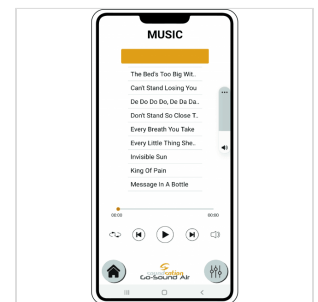 MUSIC
The Bed's Too Big Wit..
Can't Stand Losing You
De Do Do Do, De Da Da..
Don't Stand So Close T..
Every Breath You Take
Every Little Thing She..
Invisible Sun
King Of Pain
Message In A Bottle
00:00 00:00
soundcation
Go-Sound Air